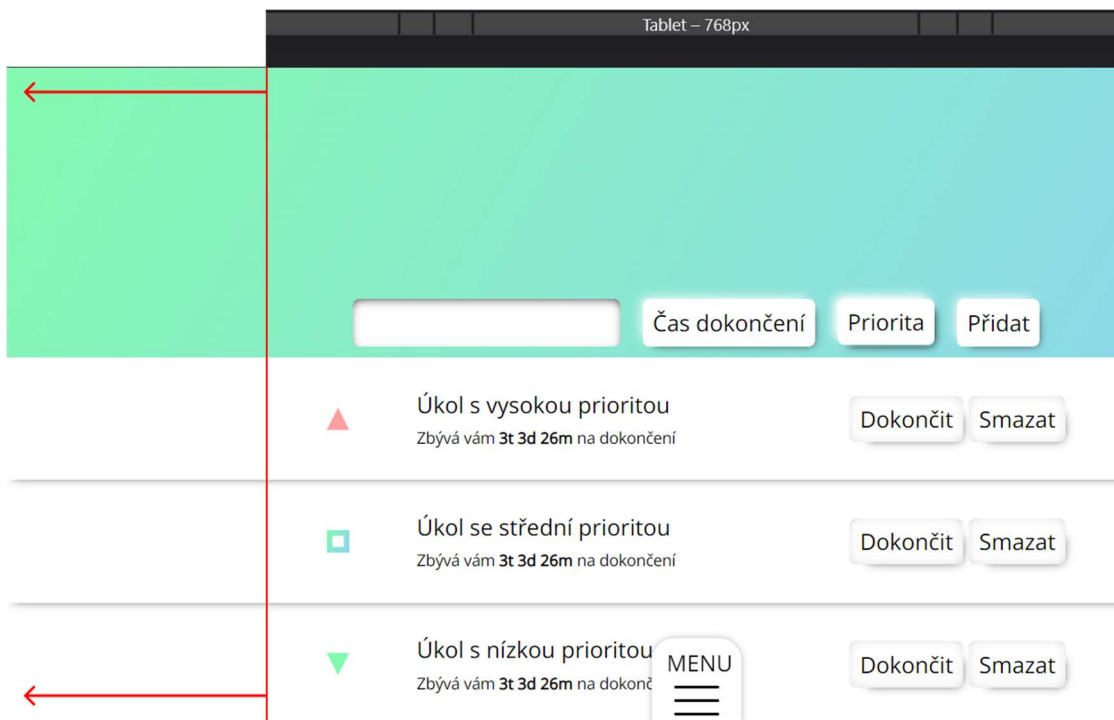 Tablet – 768px
Čas dokončení
Priorita
Přidat
Úkol s vysokou prioritou
Zbývá vám 3t 3d 26m na dokončení
Dokončit
Smazat
Úkol se střední prioritou
Zbývá vám 3t 3d 26m na dokončení
Dokončit
Smazat
Úkol s nízkou prioritou
Zbývá vám 3t 3d 26m na dokonč
MENU
Dokončit
Smazat